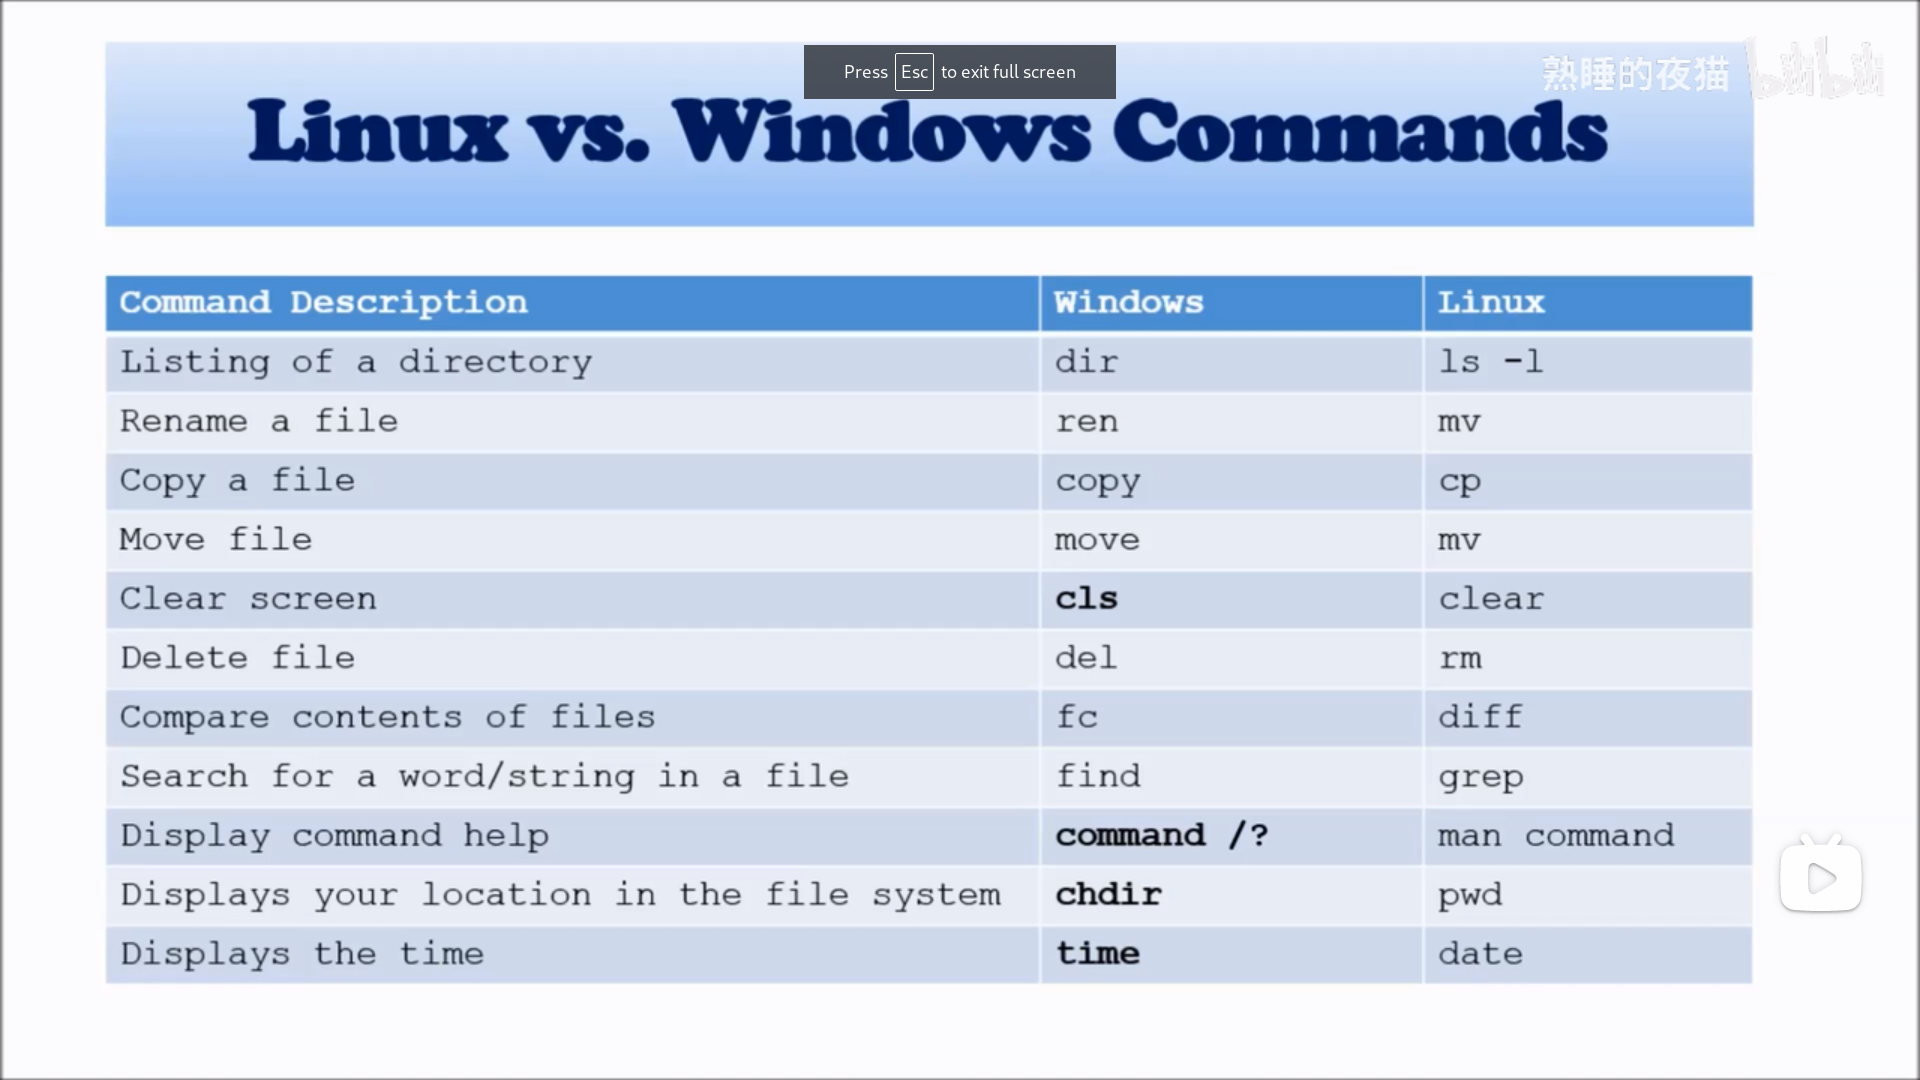 Press Esc to exit full screen
熟睡的夜猫 bilibili
Linux vs. Windows Commands
Command Description Windows Linux
Listing of a directory dir ls -l
Rename a file ren mv
Copy a file copy cp
Move file move mv
Clear screen cls clear
Delete file del rm
Compare contents of files fc diff
Search for a word/string in a file find grep
Display command help command /? man command
Displays your location in the file system chdir pwd
Displays the time time date